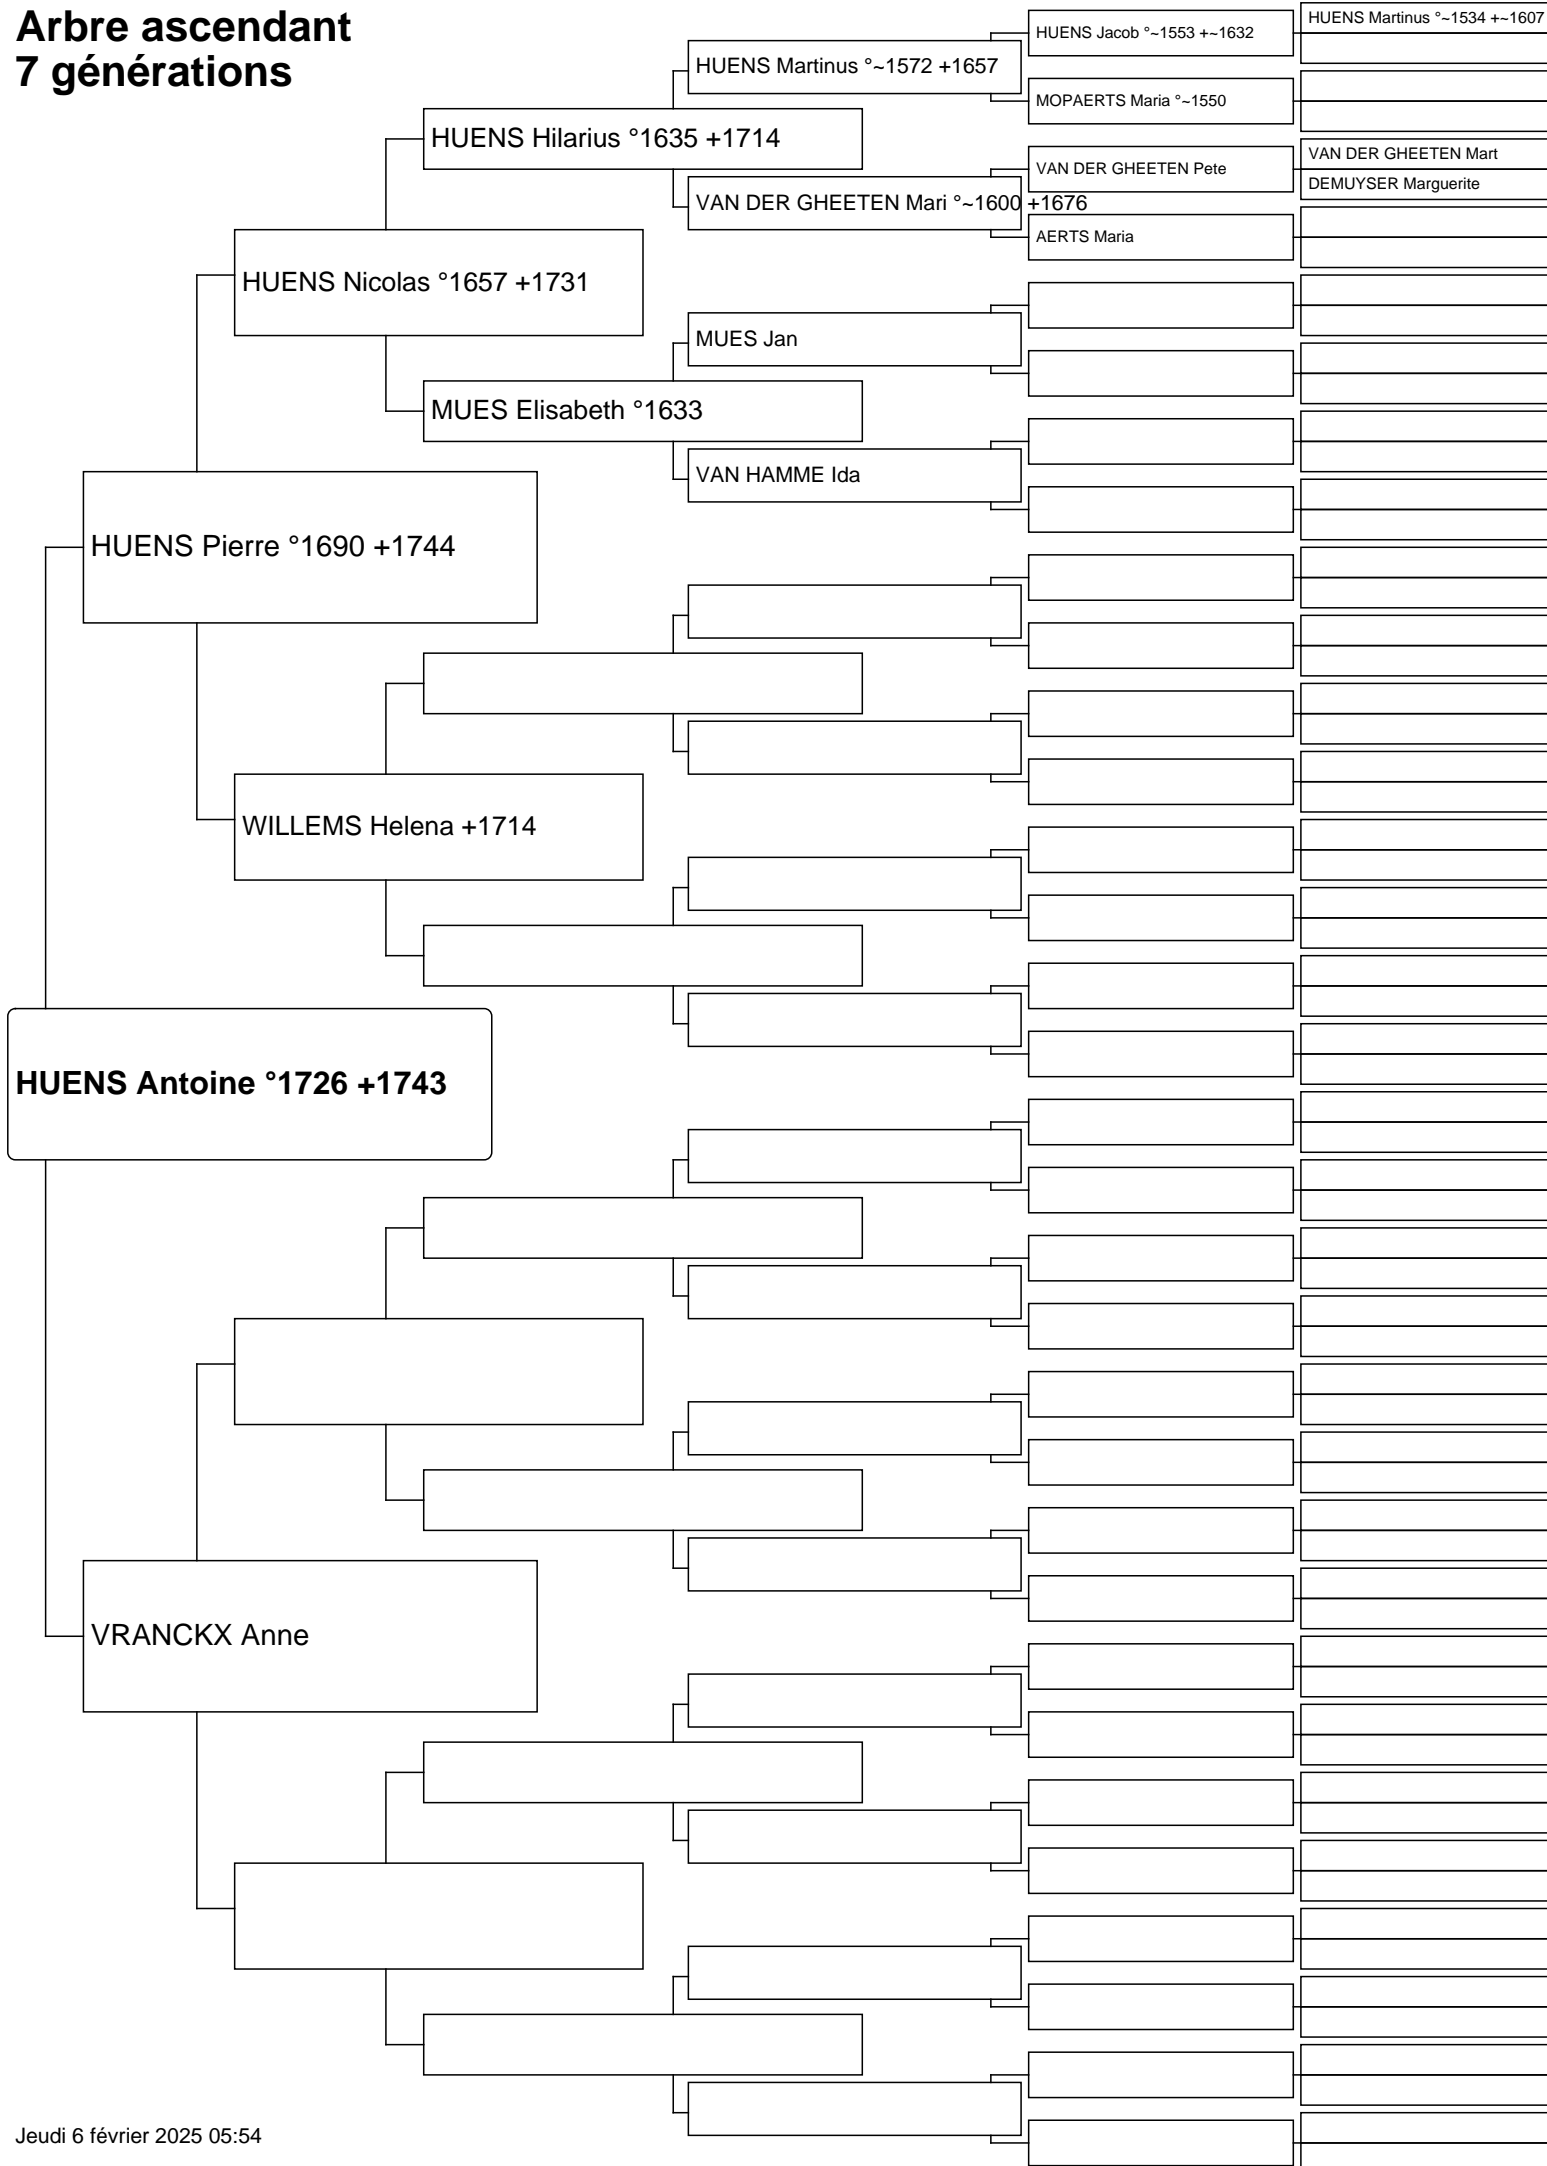 Arbre ascendant
7 générations
HUENS Martinus °~1534 +~1607
HUENS Jacob °~1553 +~1632
HUENS Martinus °~1572 +1657
MOPAERTS Maria °~1550
HUENS Hilarius °1635 +1714
VAN DER GHEETEN Mart
VAN DER GHEETEN Pete
DEMUYSER Marguerite
VAN DER GHEETEN Mari °~1600 +1676
AERTS Maria
HUENS Nicolas °1657 +1731
MUES Jan
MUES Elisabeth °1633
VAN HAMME Ida
HUENS Pierre °1690 +1744
WILLEMS Helena +1714
HUENS Antoine °1726 +1743
VRANCKX Anne
Jeudi 6 février 2025 05:54